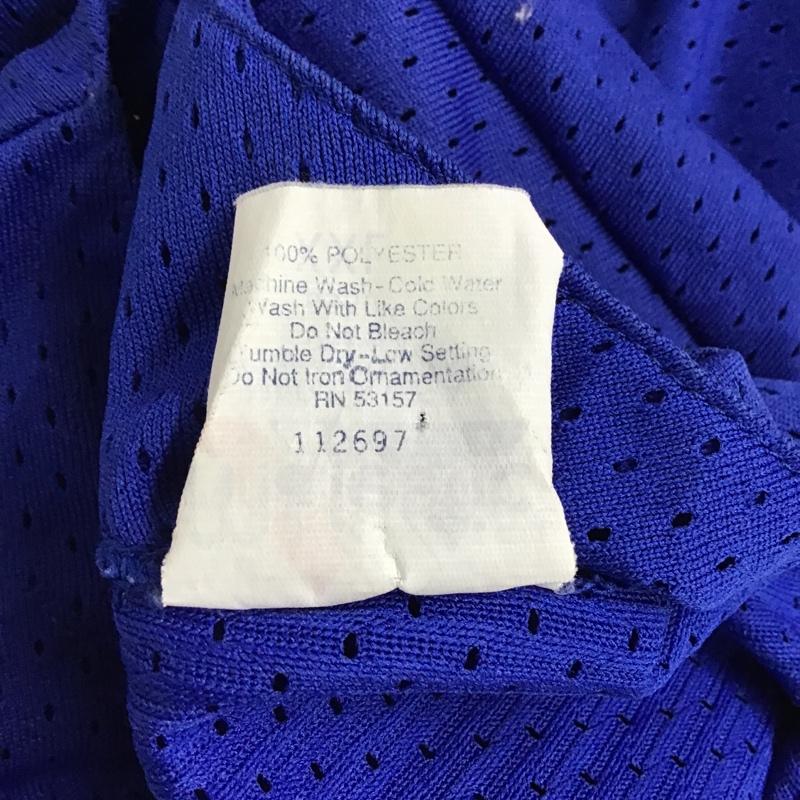 100% POLYESTER
Machine Wash-Cold Water
Wash With Like Colors
Do Not Bleach
Tumble Dry-Low Setting
Do Not Iron Ornamentation
RN 53157
112697